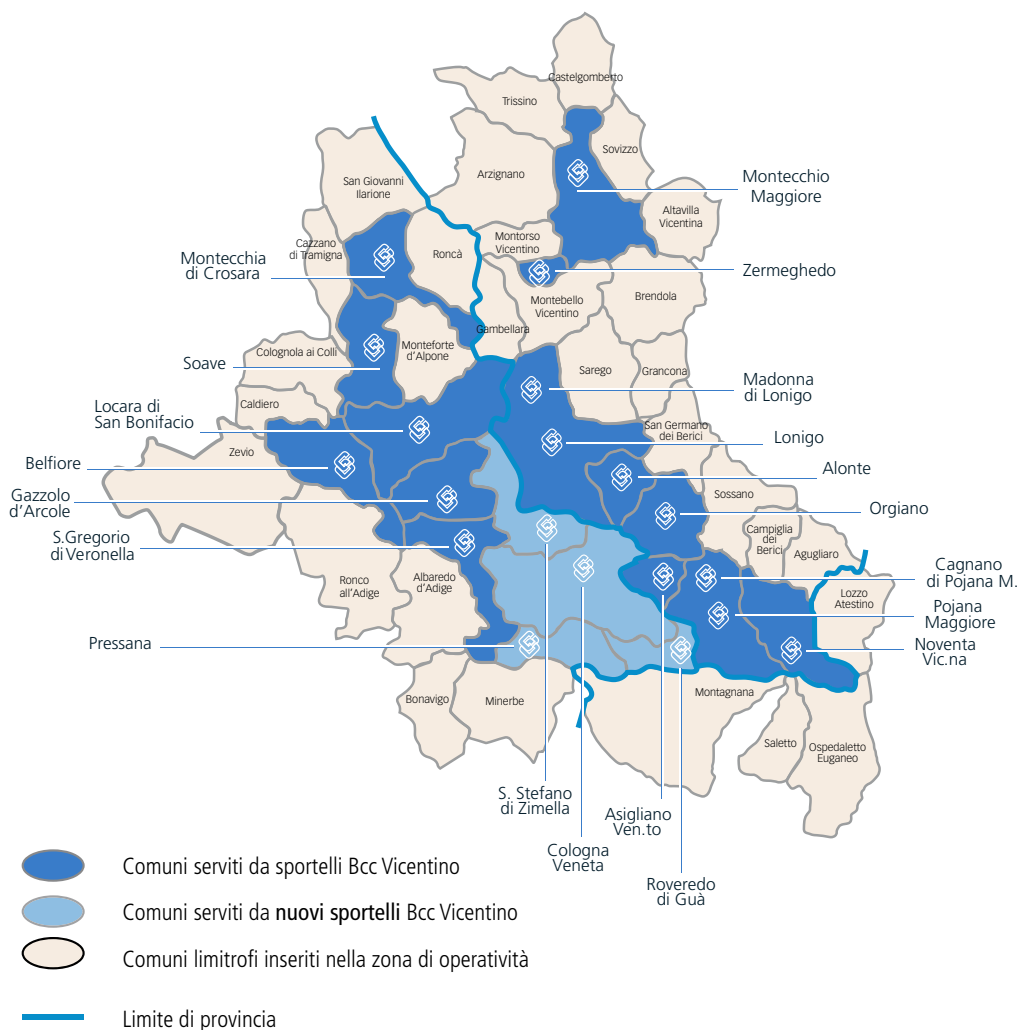 Castelgomberto
Trissino
Sovizzo
Arzignano
Montecchio
Maggiore
San Giovanni
Ilarione
Altavilla
Vicentina
Cazzano
di Tramigna
Roncà
Montorso
Vicentino
Montecchia
di Crosara
Zermeghedo
Brendola
Montebello
Vicentino
Gambellara
Colognola ai Colli
Monteforte
d'Alpone
Soave
Sarego
Grancona
Madonna
di Lonigo
Caldiero
Locara di
San Bonifacio
San Germano
dei Berici
Lonigo
Zevio
Belfiore
Alonte
Gazzolo
d'Arcole
Sossano
Orgiano
S.Gregorio
di Veronella
Campiglia
dei
Berici
Agugliaro
Cagnano
di Pojana M.
Ronco
all'Adige
Albaredo
d'Adige
Lozzo
Atestino
Pojana
Maggiore
Pressana
Noventa
Vic.na
Bonavigo
Minerbe
Montagnana
Saletto
Ospedaletto
Euganeo
S. Stefano
di Zimella
Asigliano
Ven.to
Cologna
Veneta
Roveredo
di Guà
Comuni serviti da sportelli Bcc Vicentino
Comuni serviti da nuovi sportelli Bcc Vicentino
Comuni limitrofi inseriti nella zona di operatività
Limite di provincia